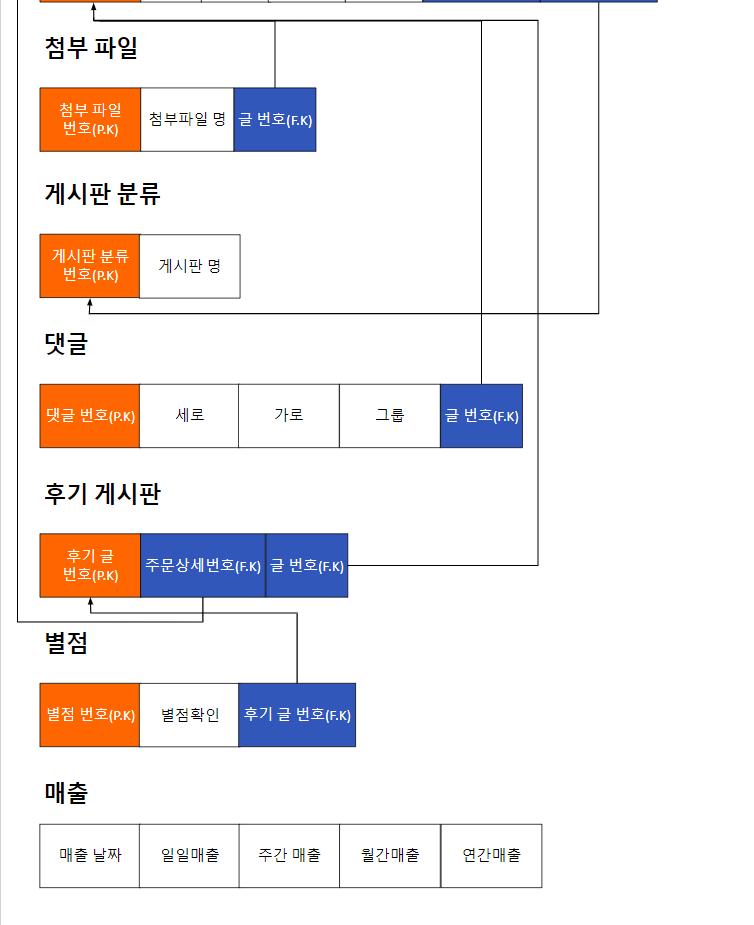 첨부 파일
첨부 파일
번호(P.K)
첨부파일 명
글 번호(F.K)
게시판 분류
게시판 분류
번호(P.K)
게시판 명
댓글
댓글 번호(P.K)
세로
가로
그룹
글 번호(F.K)
후기 게시판
후기 글
번호(P.K)
주문상세번호(F.K)
글 번호(F.K)
별점
별점 번호(P.K)
별점확인
후기 글 번호(F.K)
매출
매출 날짜
일일매출
주간 매출
월간매출
연간매출